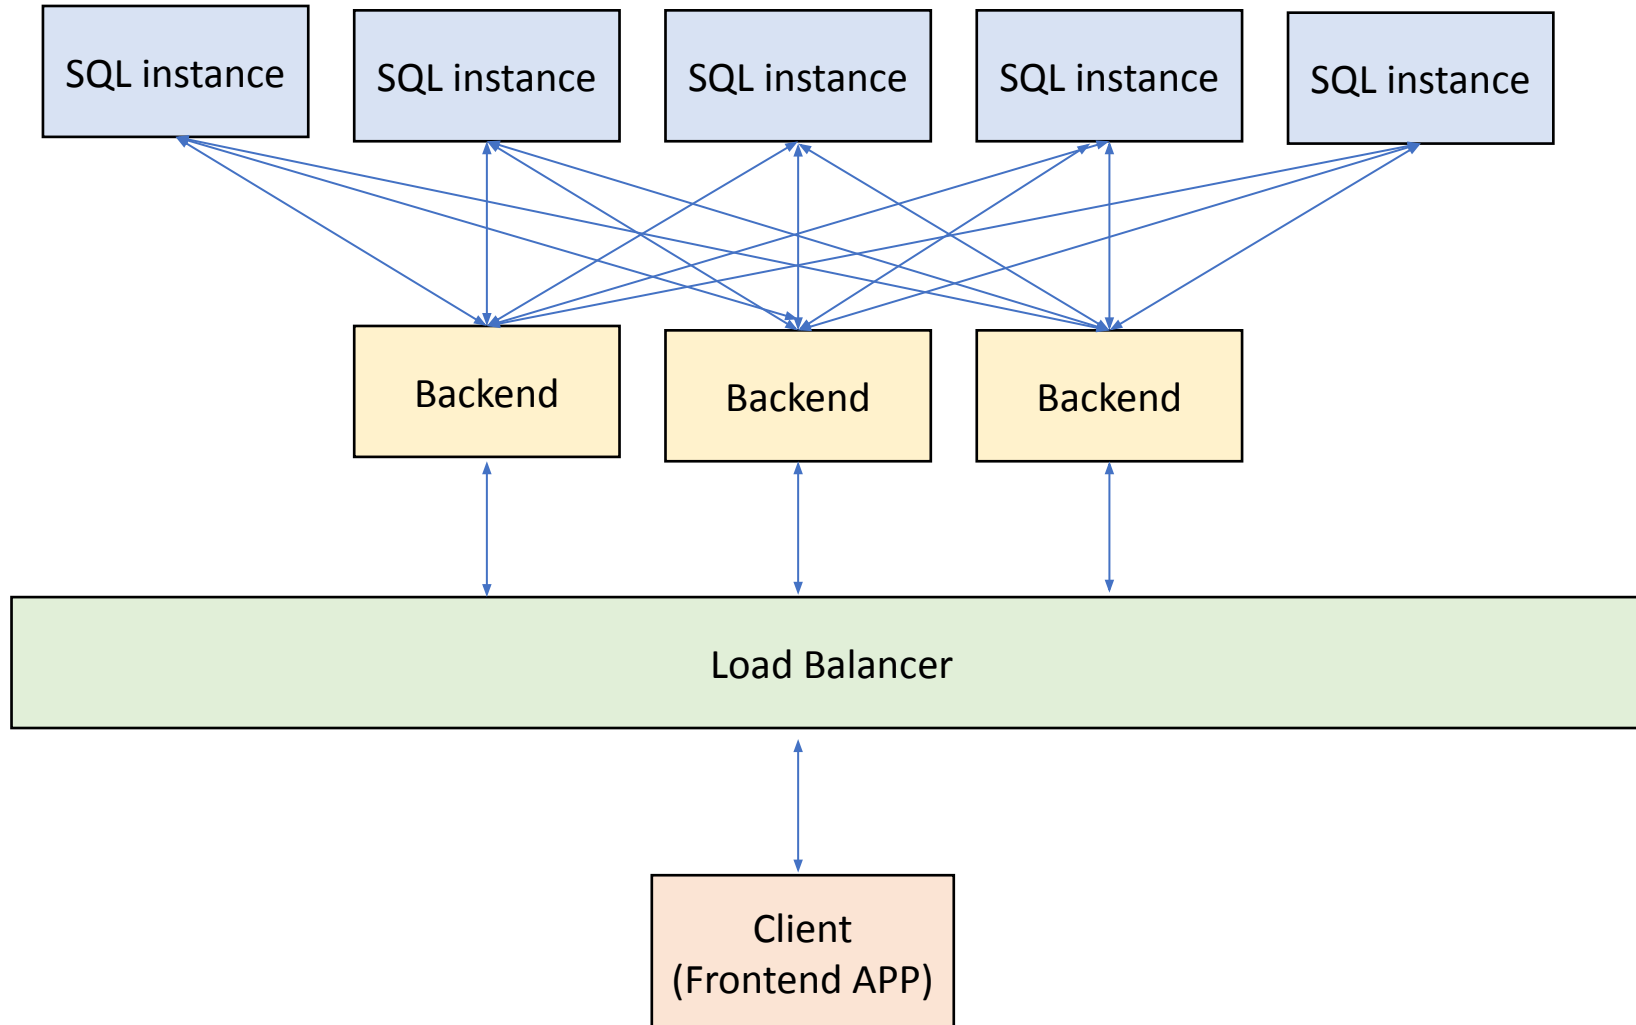 SQL instance
SQL instance
SQL instance
SQL instance
SQL instance
Backend
Backend
Backend
Load Balancer
Client
(Frontend APP)